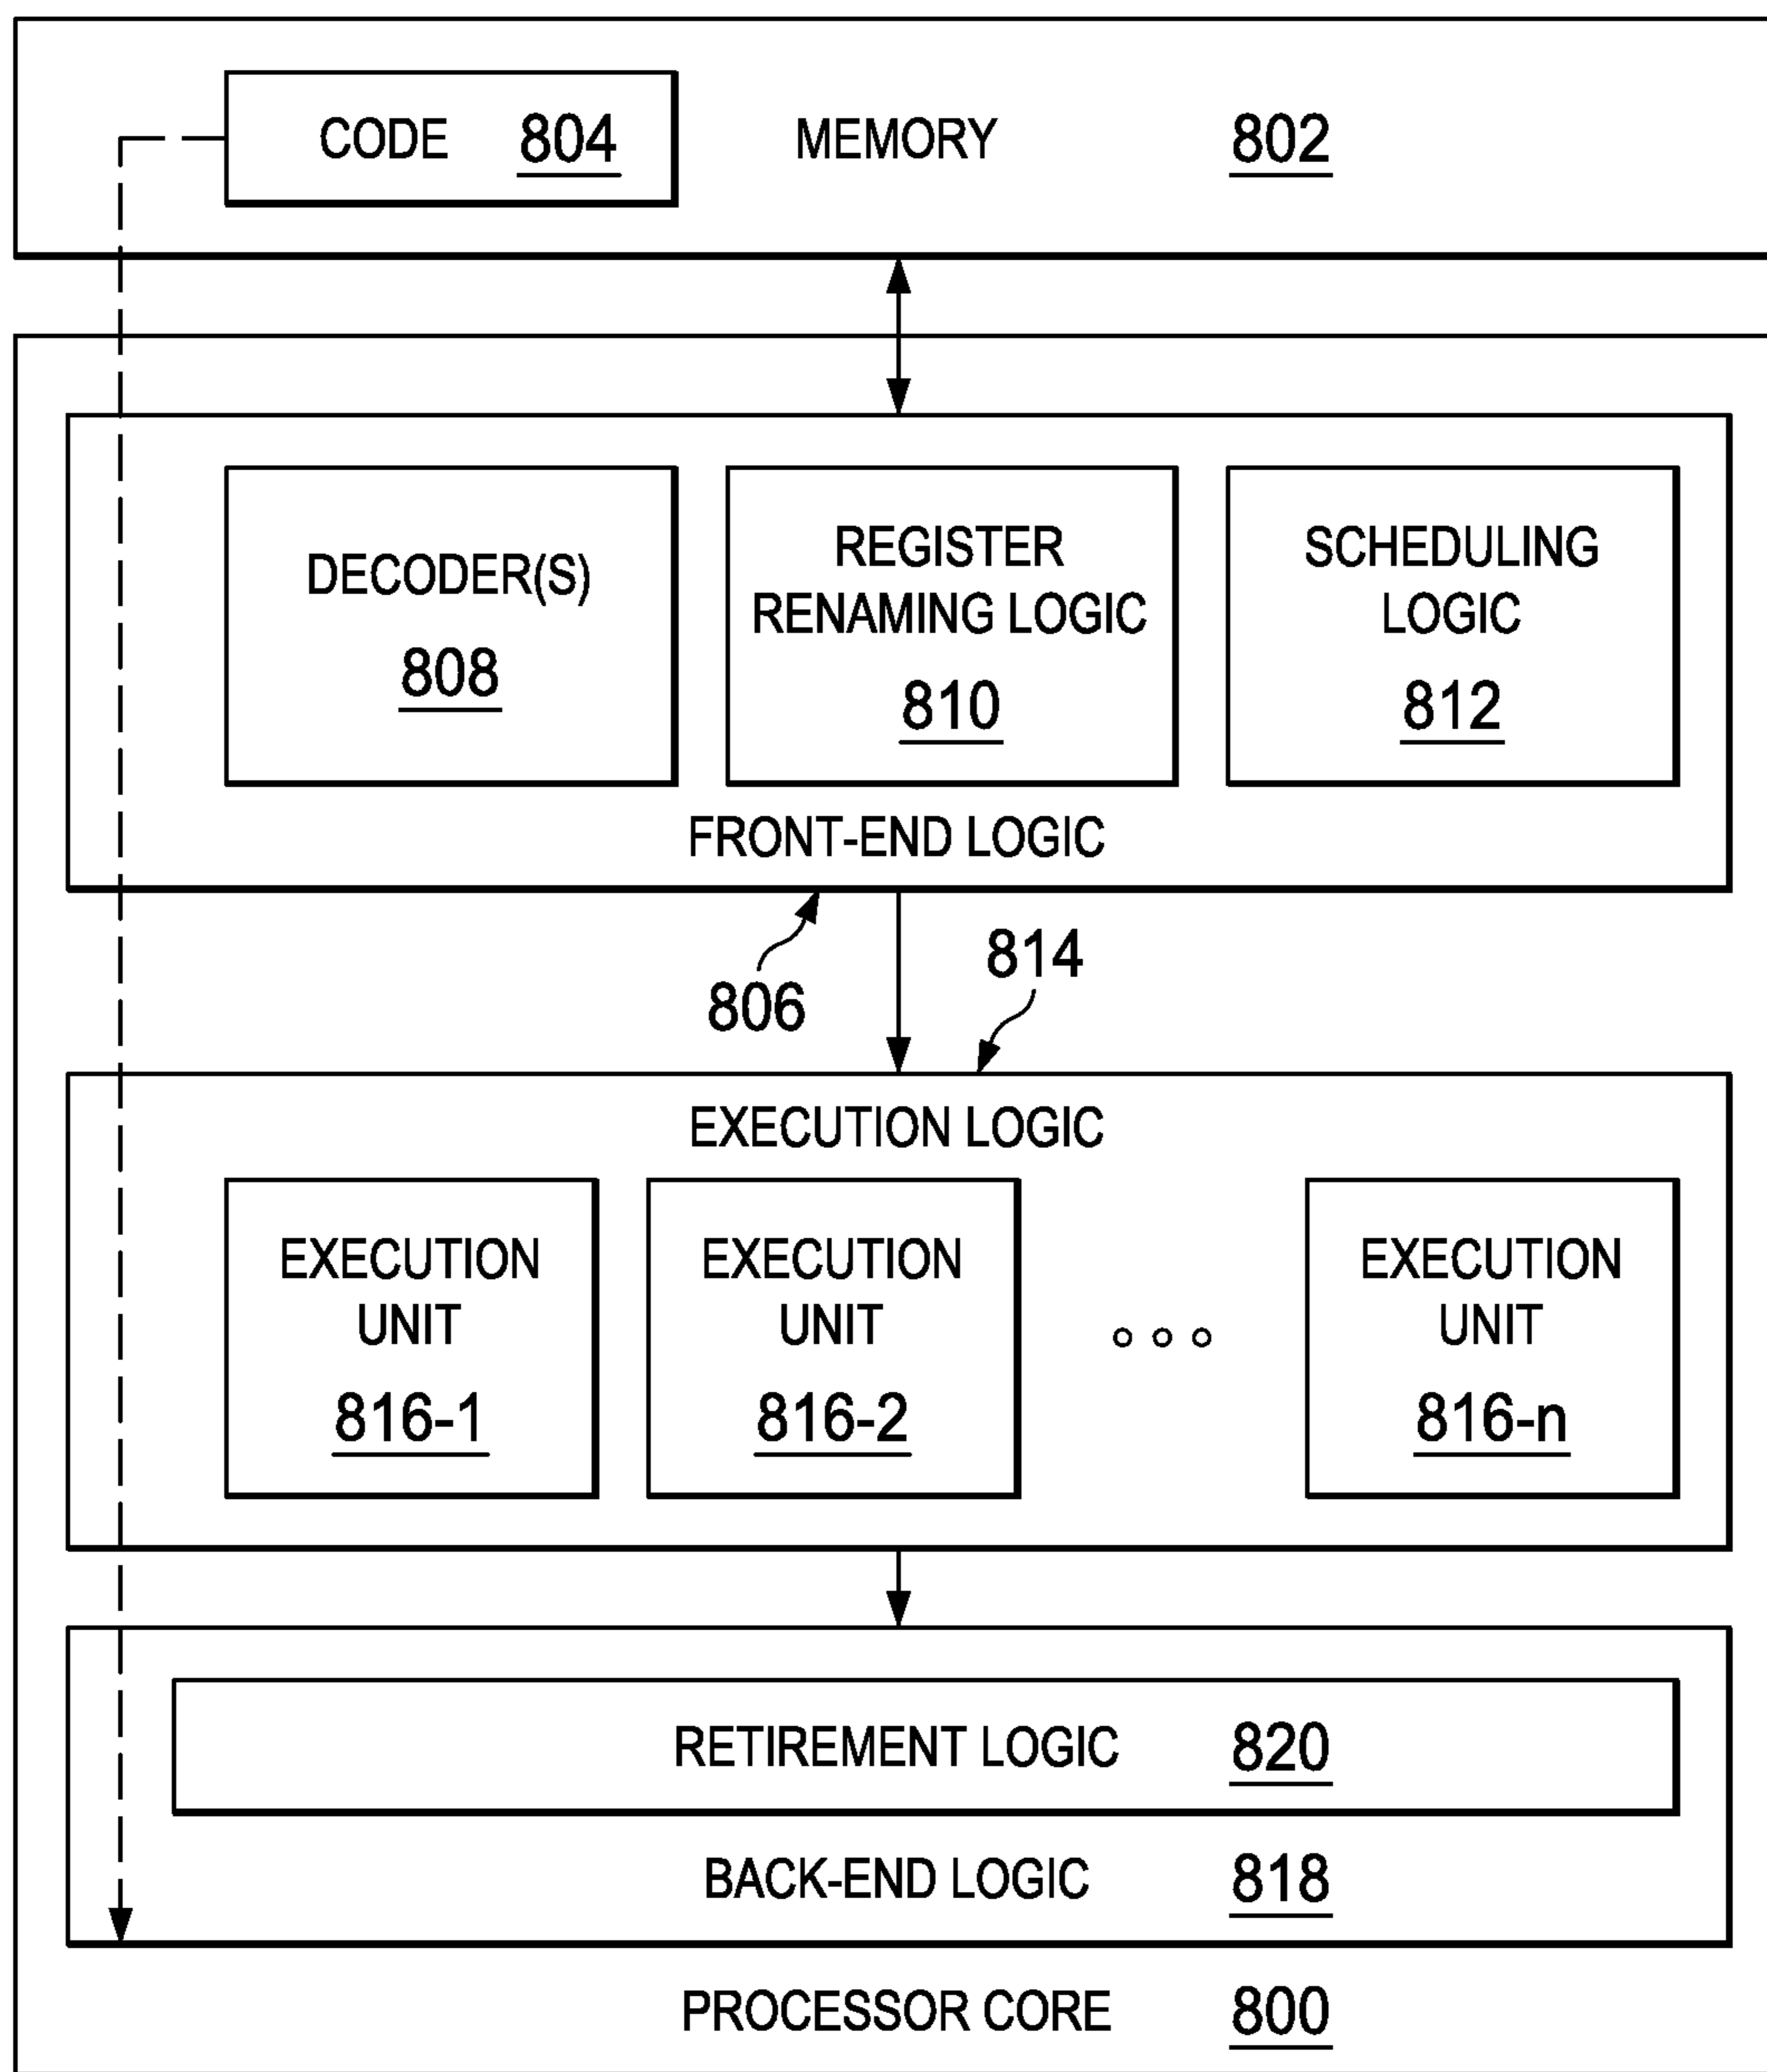 CODE 804 MEMORY 802
DECODER(S)
808
REGISTER
RENAMING LOGIC
810
SCHEDULING
LOGIC
812
FRONT-END LOGIC
806
814
EXECUTION LOGIC
EXECUTION
UNIT
816-1
EXECUTION
UNIT
816-2
EXECUTION
UNIT
816-n
RETIREMENT LOGIC 820
BACK-END LOGIC 818
PROCESSOR CORE 800